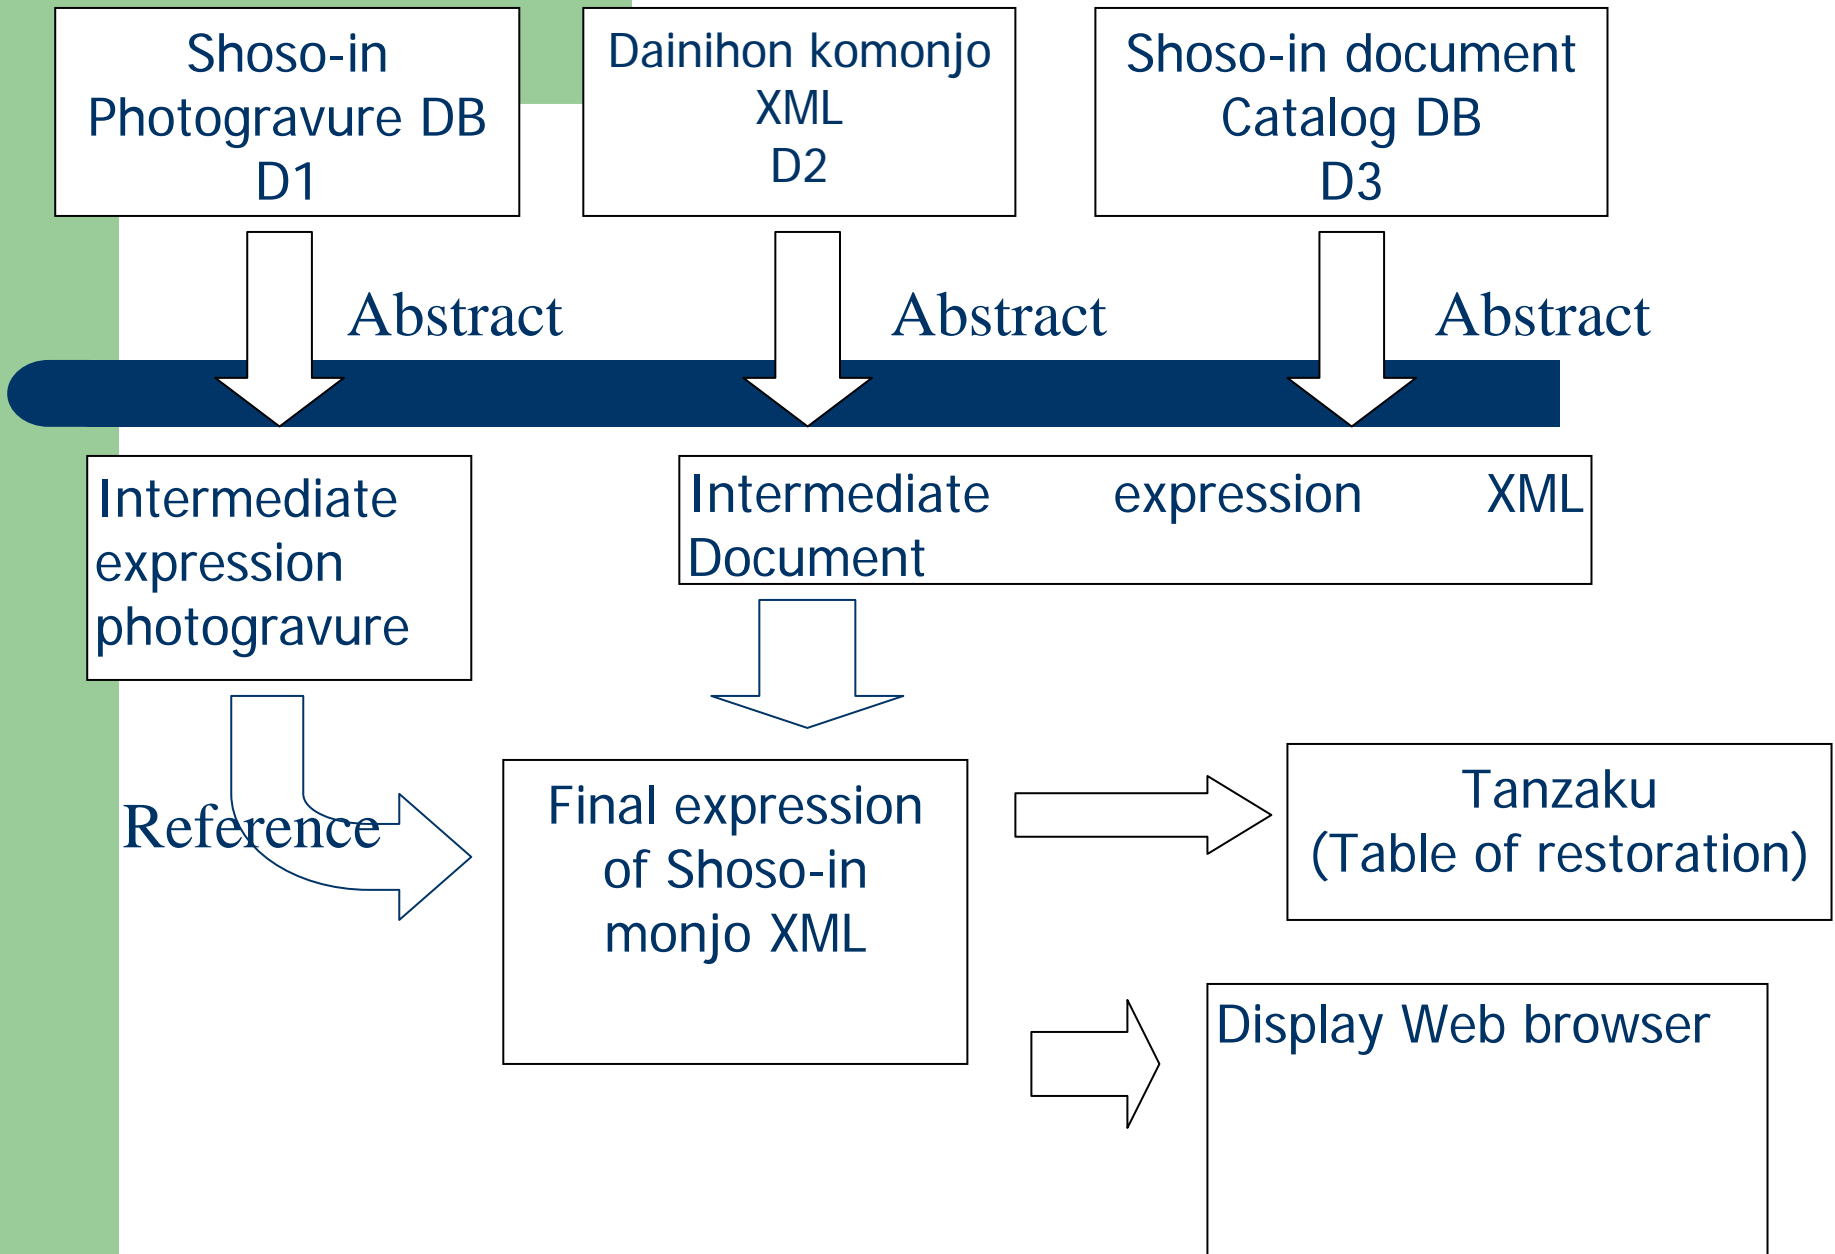 Shoso-in
Photogravure DB
D1
Dainihon komonjo
XML
D2
Shoso-in document
Catalog DB
D3
Abstract
Abstract
Abstract
Intermediate
expression
photogravure
Intermediate expression XML
Document
Reference
Final expression
of Shoso-in
monjo XML
Tanzaku
(Table of restoration)
Display Web browser